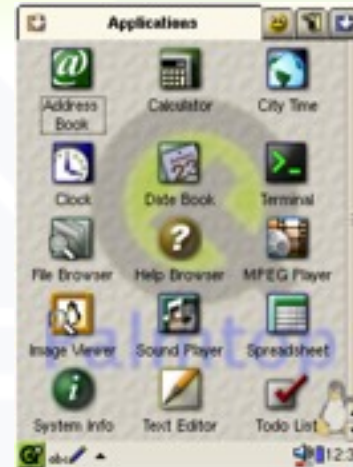 Applications
Address Book
Calculator
City Time
Clock
Date Book
Terminal
File Browser
Help Browser
MPEG Player
Image Viewer
Sound Player
Spreadsheet
System Info
Text Editor
Todo List
abc